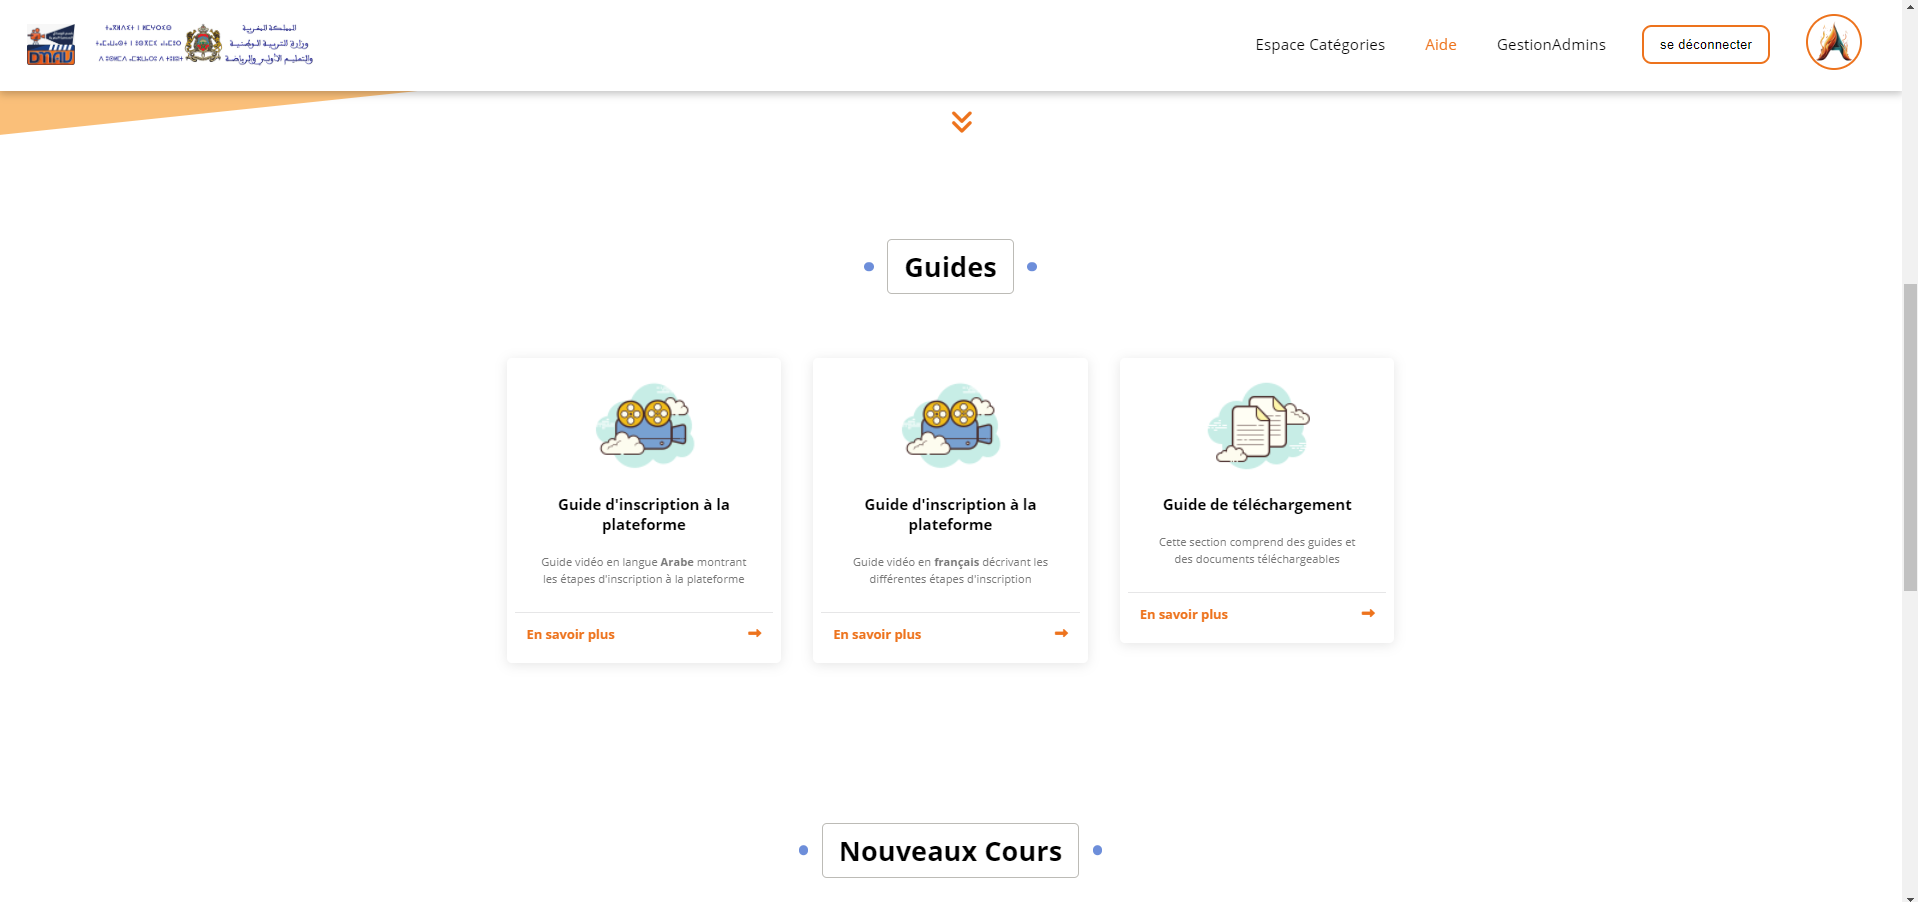 المملكة المغربية
وزارة التربية الوطنية
والتعليم الأولي والرياضة
Espace Catégories
Aide
GestionAdmins
se déconnecter
Guides
Guide d'inscription à la
plateforme
Guide vidéo en langue Arabe montrant
les étapes d'inscription à la plateforme
En savoir plus
Guide d'inscription à la
plateforme
Guide vidéo en français décrivant les
différentes étapes d'inscription
En savoir plus
Guide de téléchargement
Cette section comprend des guides et
des documents téléchargeables
En savoir plus
Nouveaux Cours